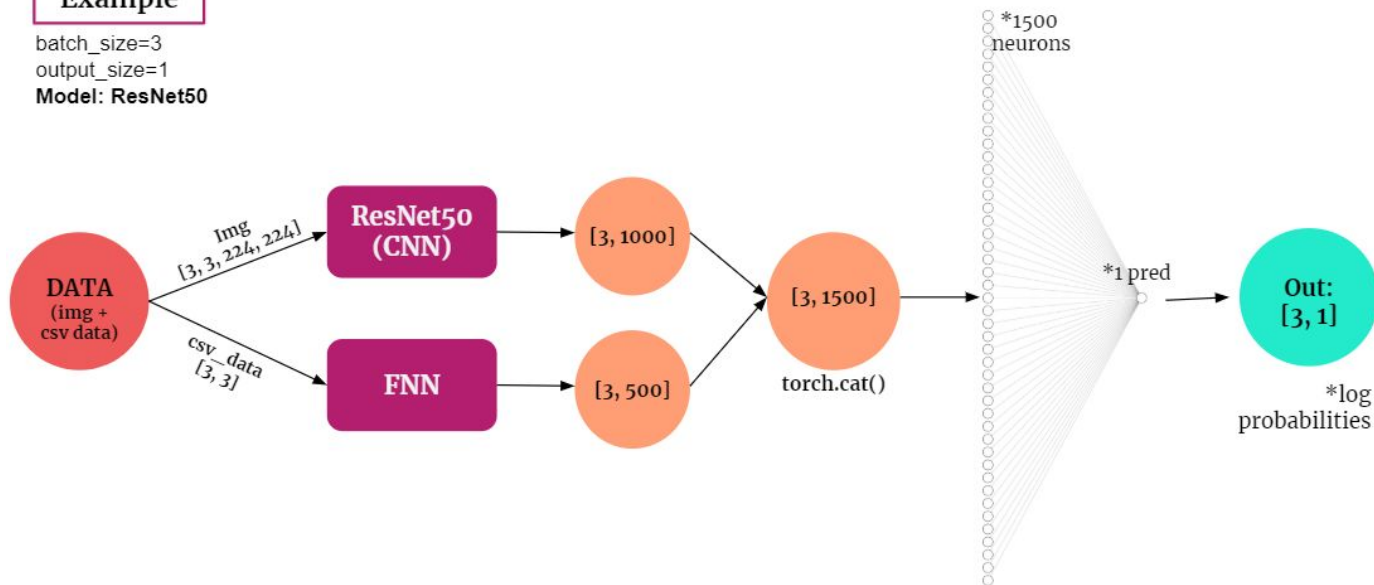 Example
batch_size=3
output_size=1
Model: ResNet50
*1500
neurons
Img
[3, 3, 224, 224]
ResNet50
(CNN)
[3, 1000]
DATA
(img +
csv data)
[3, 1500]
torch.cat()
*1 pred
Out:
[3, 1]
csv_data
[3, 3]
FNN
[3, 500]
*log
probabilities